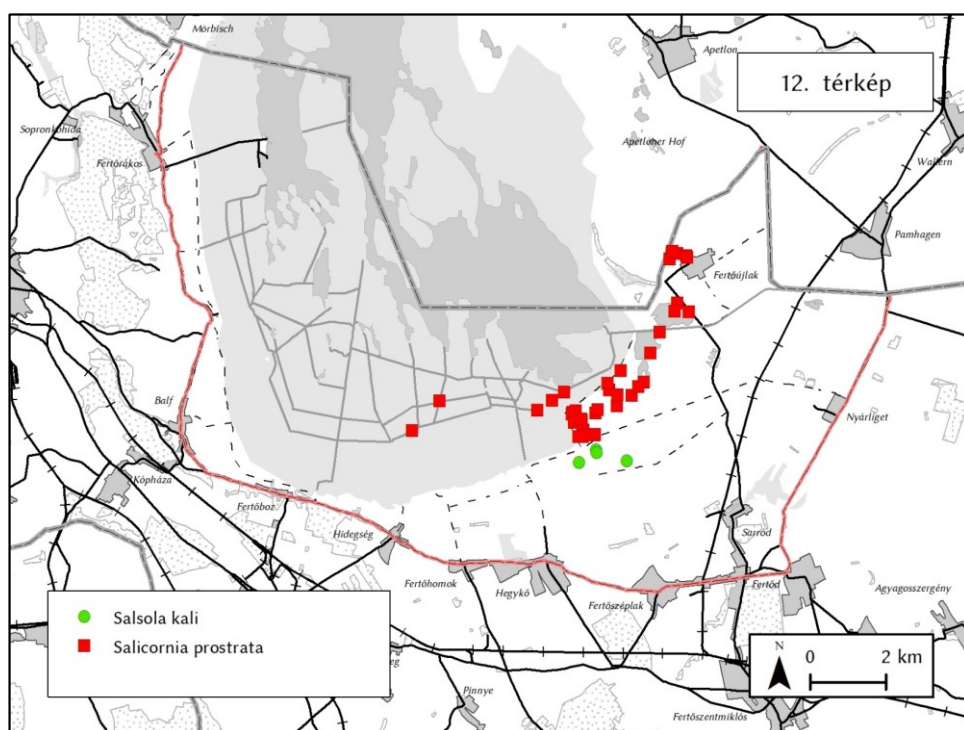 Mörbisch
Apetlon
12. térkép
Sopronkőhida
Fertőrákos
Apetloner Hof
Wallern
Pamhagen
Fertőújlak
Balf
Nyárliget
Kópháza
Fertőboz
Hidegség
Sarród
Fertőhomok
Hegykő
Fertőd
Fertőszéplak
Agyagosszergény
Salsola kali
Salicornia prostrata
N
0 2 km
eg
Pinnye
Fertőszentmiklós